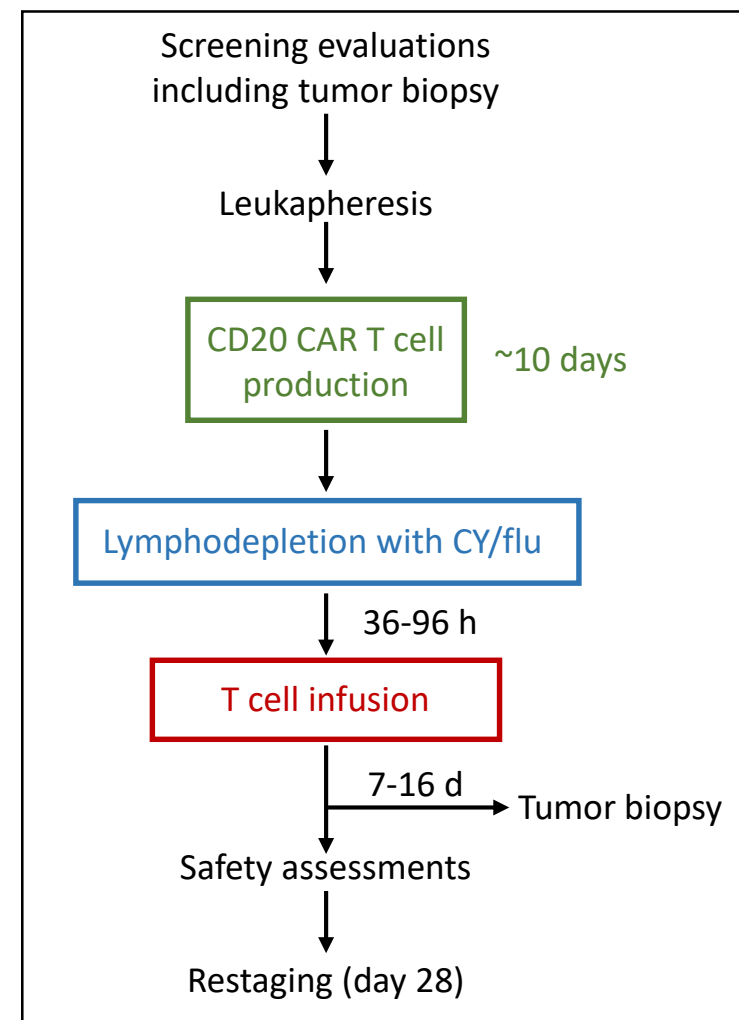 Screening evaluations
including tumor biopsy
Leukapheresis
CD20 CAR T cell
production
~10 days
Lymphodepletion with CY/flu
36-96 h
T cell infusion
7-16 d
Tumor biopsy
Safety assessments
Restaging (day 28)